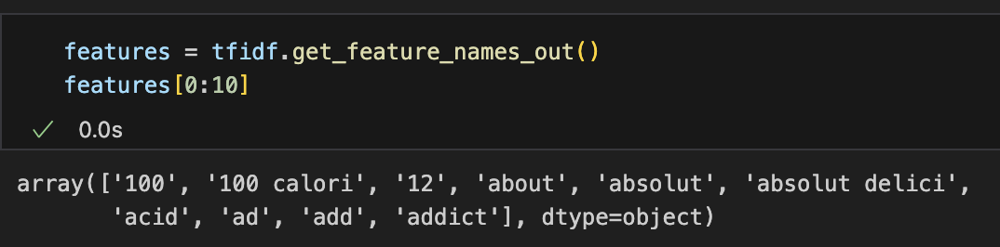 features = tfidf.get_feature_names_out()
features[0:10]
0.0s
array(['100', '100 calori', '12', 'about', 'absolut', 'absolut delici',
'acid', 'ad', 'add', 'addict'], dtype=object)